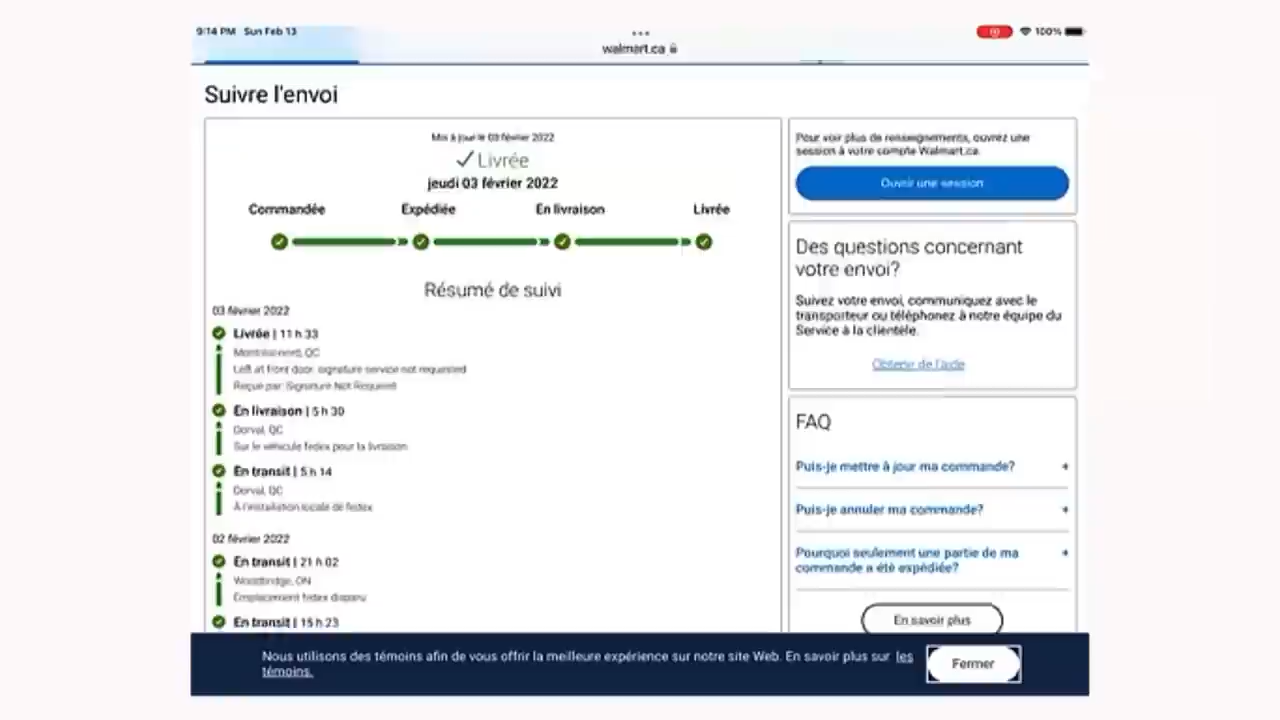 9:14 PM Sun Feb 13
100%
walmart.ca
Suivre l'envoi
Mis à jour le 03 février 2022
Livrée
jeudi 03 février 2022
Commandée Expédiée En livraison Livrée
Résumé de suivi
03 février 2022
Livrée | 11 h 33
QC
Left at front door. signature service not requested
Reçue par: Signature Not Required
En livraison | 5 h 30
Dorval, QC
Sur le véhicule fedex pour la livraison
En transit | 5 h 14
Dorval, QC
À l'installation locale de fedex
02 février 2022
En transit | 21 h 02
Woodbridge, ON
Emplacement fedex disparu
En transit | 15 h 23
Pour voir plus de renseignements, ouvrez une
session à votre compte Walmart.ca.
Ouvrir une session
Des questions concernant
votre envoi?
Suivez votre envoi, communiquez avec le
transporteur ou téléphonez à notre équipe du
Service à la clientèle.
Obtenir de l'aide
FAQ
Puis-je mettre à jour ma commande? +
Puis-je annuler ma commande? +
Pourquoi seulement une partie de ma +
commande a été expédiée?
En savoir plus
Nous utilisons des témoins afin de vous offrir la meilleure expérience sur notre site Web. En savoir plus sur les
témoins.
Fermer